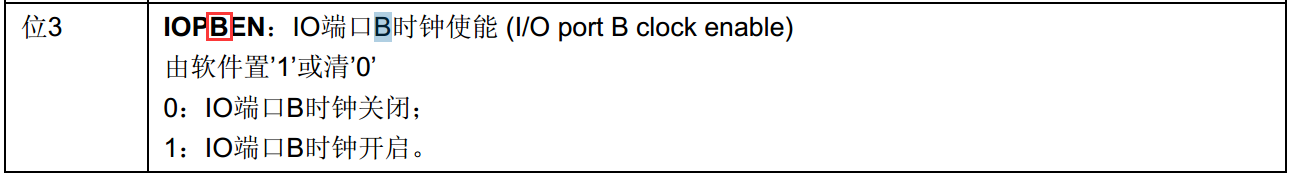 位3
IOPBEN：IO端口B时钟使能 (I/O port B clock enable)
由软件置’1’或清’0’
0：IO端口B时钟关闭；
1：IO端口B时钟开启。